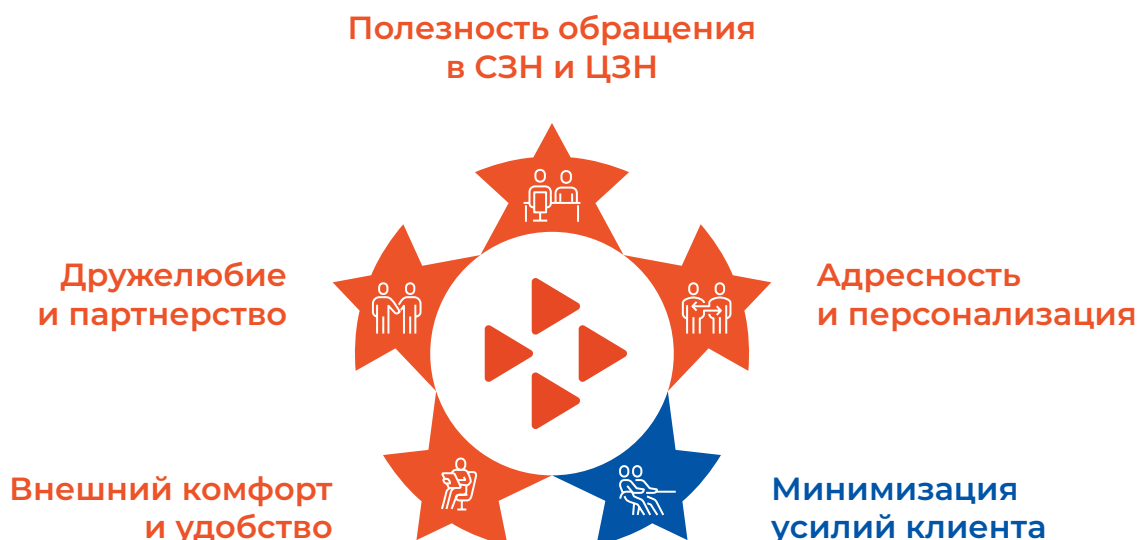 Полезность обращения
в СЗН и ЦЗН
Дружелюбие
и партнерство
Адресность
и персонализация
Внешний комфорт
и удобство
Минимизация
усилий клиента